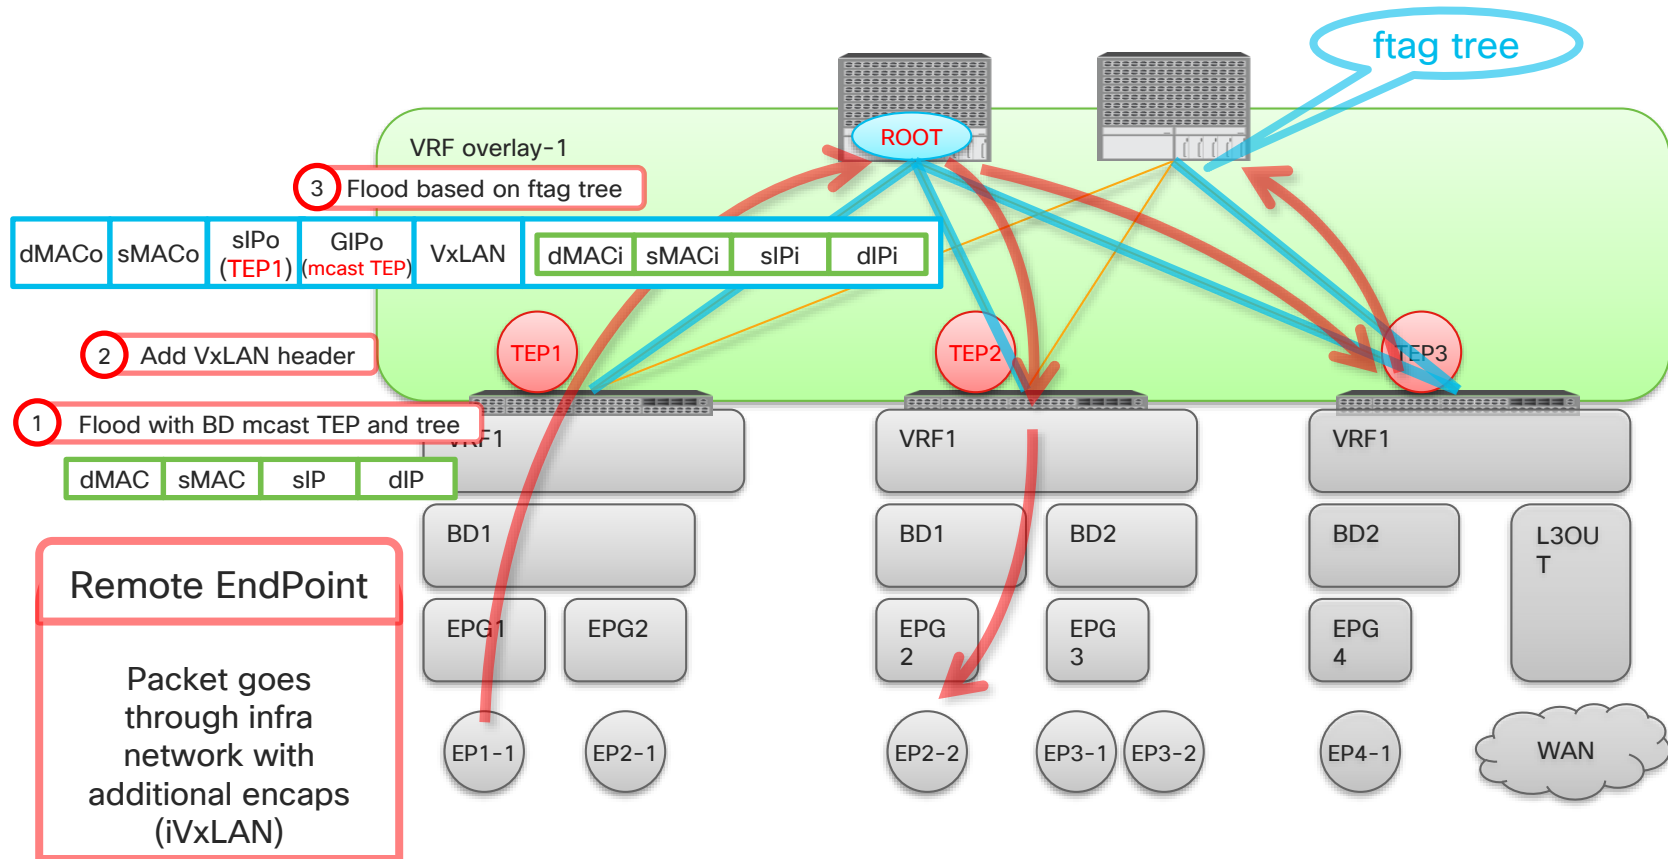 ftag tree
ROOT
VRF overlay-1
3 Flood based on ftag tree
dMACo sMACo sIPo (TEP1) GIPo (mcast TEP) VxLAN dMACi sMACi sIPi dIPi
TEP1 TEP2 TEP3
2 Add VxLAN header
1 Flood with BD mcast TEP and tree
VRF1 VRF1 VRF1
dMAC sMAC sIP dIP
BD1 BD1 BD2 BD2
L3OU
T
Remote EndPoint
EPG1 EPG2
EPG
2
EPG
3
EPG
4
Packet goes
through infra
network with
additional encaps
(iVxLAN)
EP1-1 EP2-1 EP2-2 EP3-1 EP3-2 EP4-1 WAN